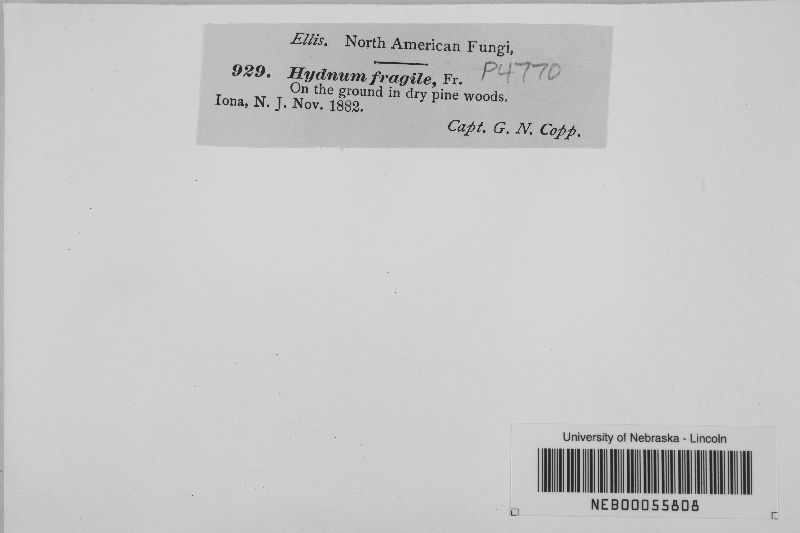 Ellis. North American Fungi,
929. Hydnum fragile, Fr. P4770
On the ground in dry pine woods.
Iona, N. J. Nov. 1882.
Capt. G. N. Copp.
University of Nebraska - Lincoln
NEB00055808